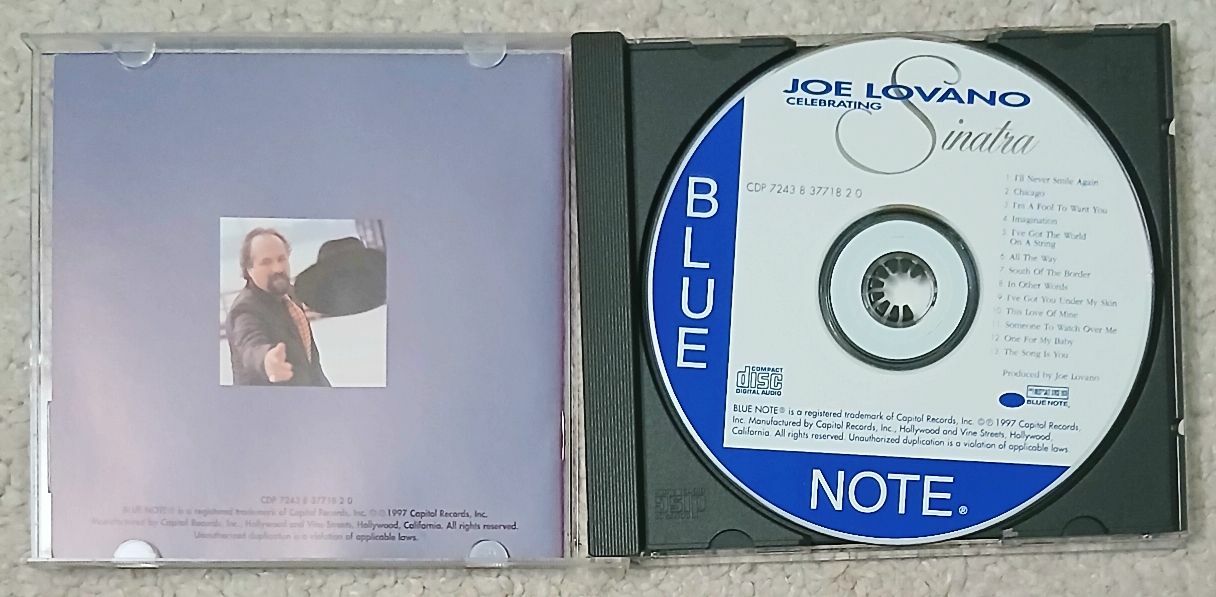 CDP 7243 8 37718 2 0
BLUE NOTE® is a registered trademark of Capitol Records, Inc. ©℗ 1997 Capitol Records, Inc.
Manufactured by Capitol Records, Inc., Hollywood and Vine Streets, Hollywood, California. All rights reserved.
Unauthorized duplication is a violation of applicable laws.
JOE LOVANO
CELEBRATING
Sinatra
CDP 7243 8 37718 2 0
1 I'll Never Smile Again
2 Chicago
3 I'm A Fool To Want You
4 Imagination
5 I've Got The World
On A String
6 All The Way
7 South Of The Border
8 In Other Words
9 I've Got You Under My Skin
10 This Love Of Mine
11 Someone To Watch Over Me
12 One For My Baby
13 The Song Is You
Produced by Joe Lovano
COMPACT
disc
DIGITAL AUDIO
BLUE NOTE.
BLUE NOTE® is a registered trademark of Capitol Records, Inc. ©℗ 1997 Capitol Records,
Inc. Manufactured by Capitol Records, Inc., Hollywood and Vine Streets, Hollywood,
California. All rights reserved. Unauthorized duplication is a violation of applicable laws.
BLUE
NOTE®